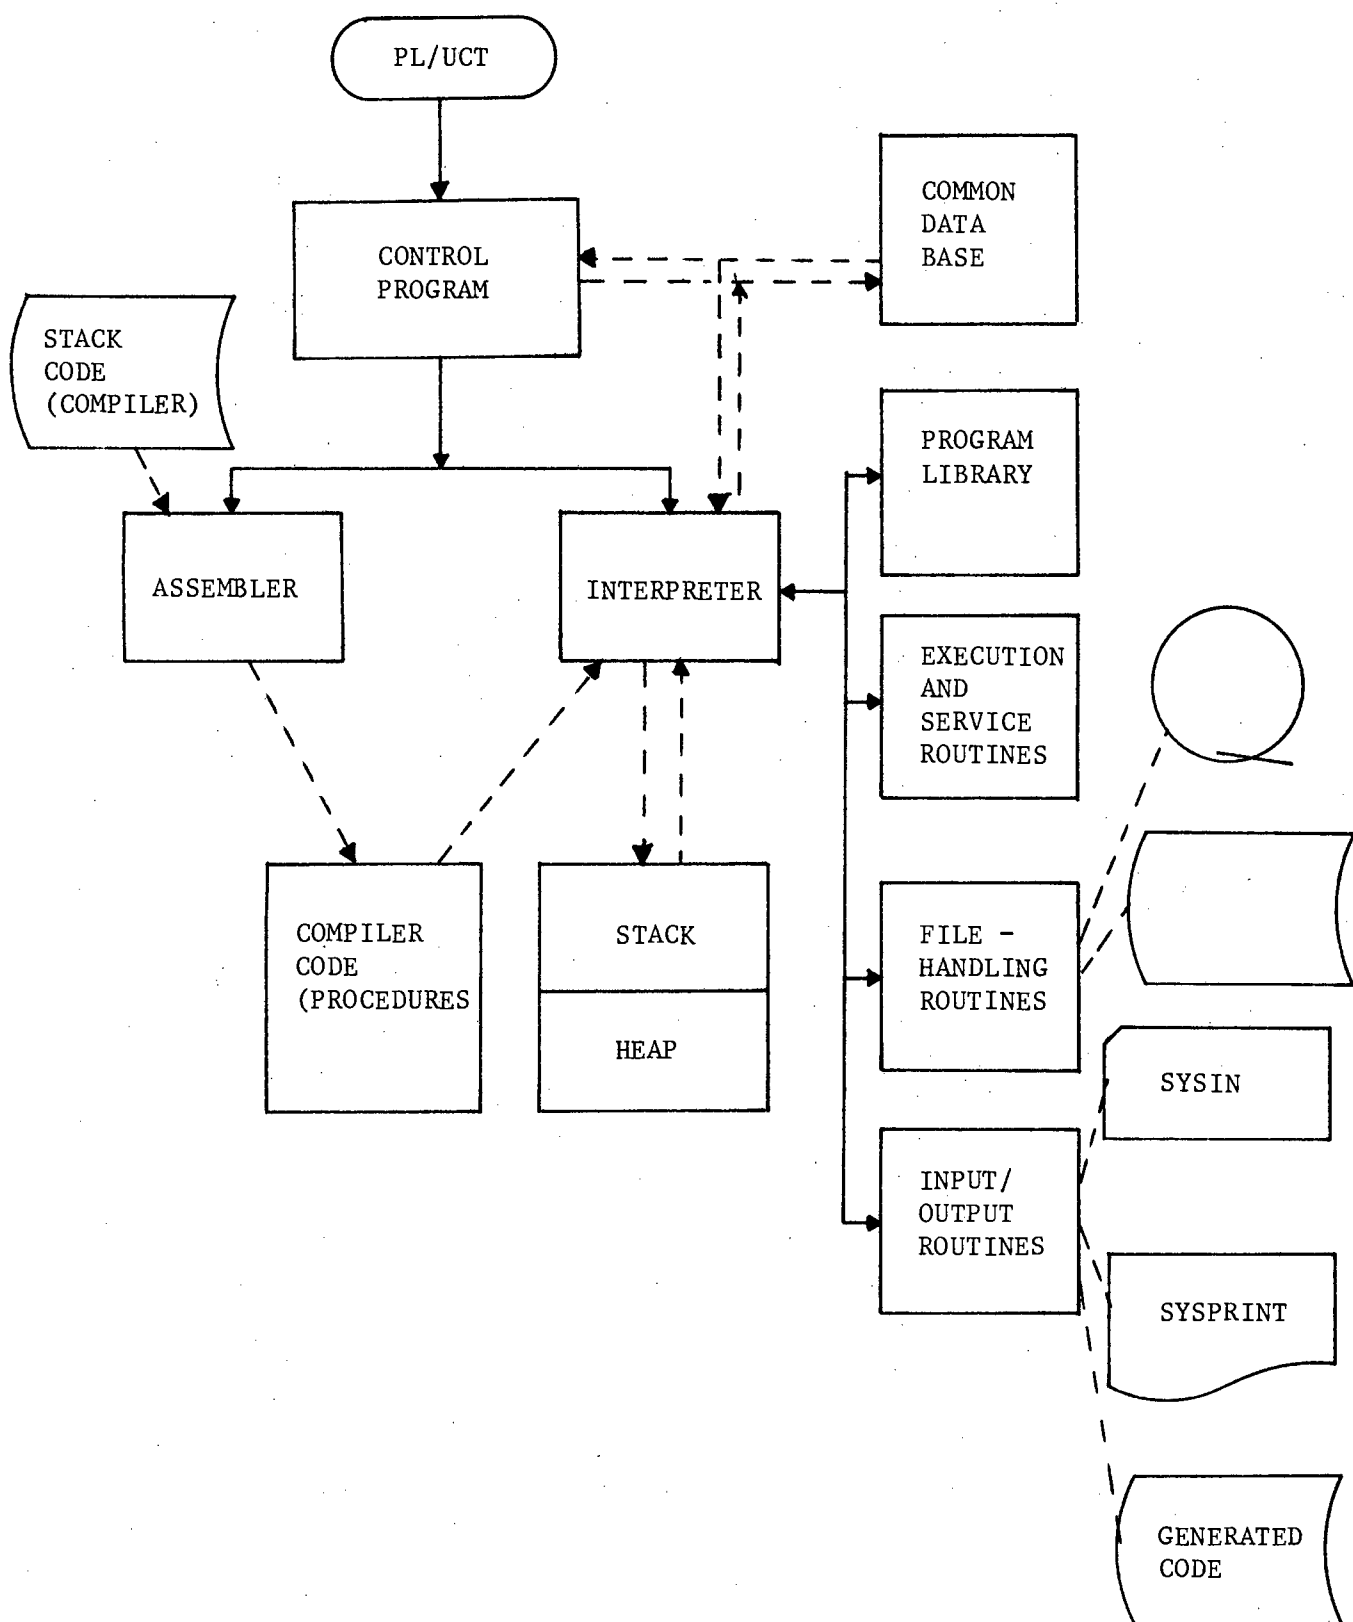 PL/UCT
CONTROL
PROGRAM
COMMON
DATA
BASE
STACK
CODE
(COMPILER)
PROGRAM
LIBRARY
ASSEMBLER
INTERPRETER
EXECUTION
AND
SERVICE
ROUTINES
COMPILER
CODE
(PROCEDURES
STACK
HEAP
FILE -
HANDLING
ROUTINES
SYSIN
INPUT/
OUTPUT
ROUTINES
SYSPRINT
GENERATED
CODE